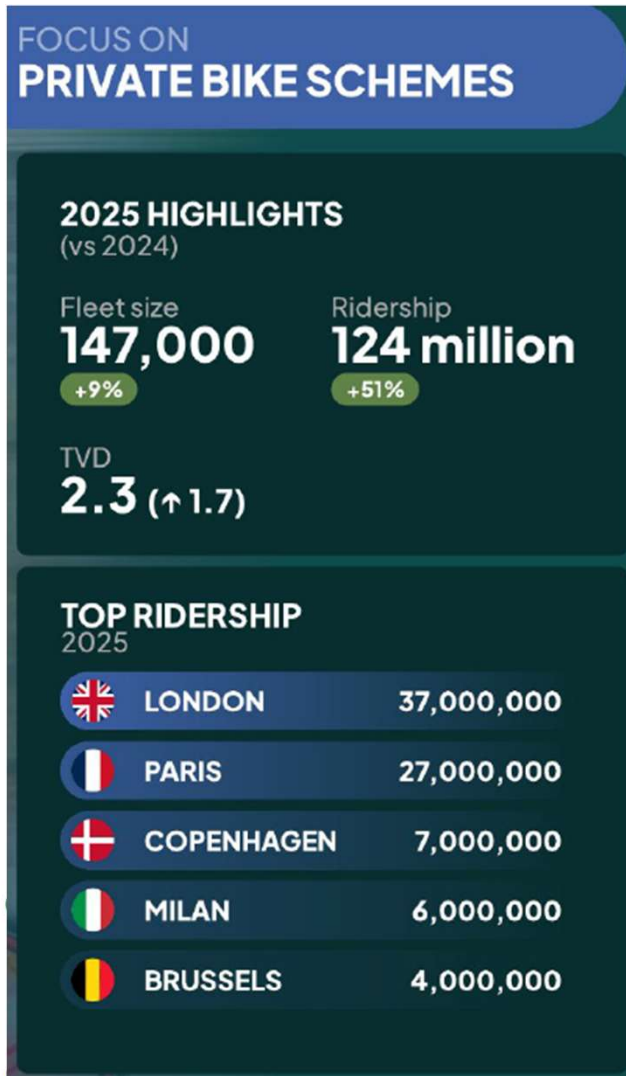 FOCUS ON
PRIVATE BIKE SCHEMES
2025 HIGHLIGHTS
(vs 2024)
Fleet size
147,000
+9%
Ridership
124 million
+51%
TVD
2.3 (↑ 1.7)
TOP RIDERSHIP
2025
LONDON 37,000,000
PARIS 27,000,000
COPENHAGEN 7,000,000
MILAN 6,000,000
BRUSSELS 4,000,000